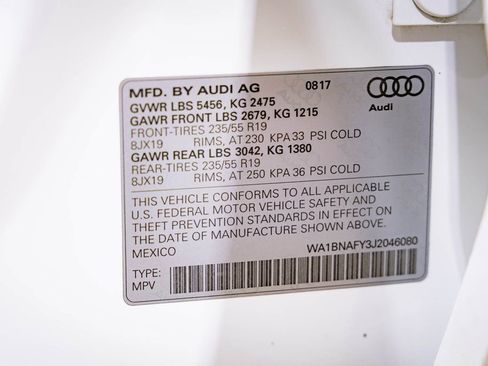 MFD. BY AUDI AG 0817
GVWR LBS 5456, KG 2475
GAWR FRONT LBS 2679, KG 1215
FRONT-TIRES 235/55 R19
8JX19 RIMS, AT 230 KPA 33 PSI COLD
GAWR REAR LBS 3042, KG 1380
REAR-TIRES 235/55 R19
8JX19 RIMS, AT 250 KPA 36 PSI COLD
Audi
THIS VEHICLE CONFORMS TO ALL APPLICABLE
U.S. FEDERAL MOTOR VEHICLE SAFETY AND
THEFT PREVENTION STANDARDS IN EFFECT ON
THE DATE OF MANUFACTURE SHOWN ABOVE.
MEXICO WA1BNAFY3J2046080
TYPE:
MPV